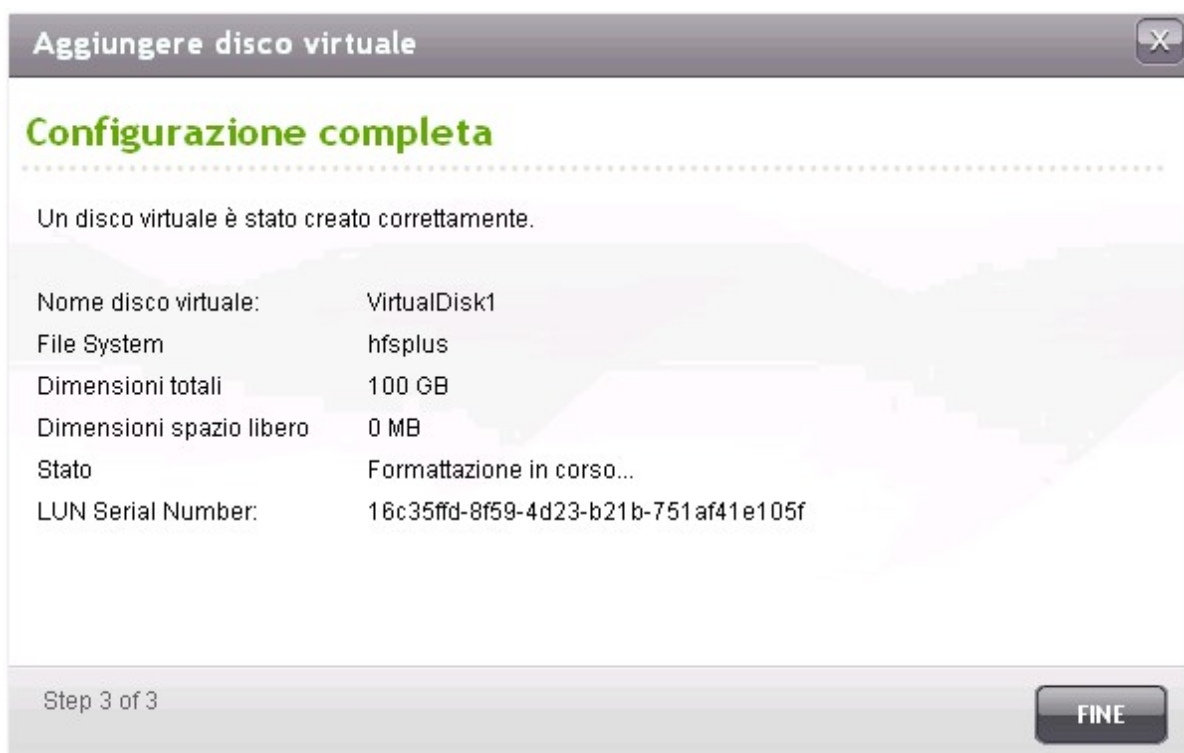 Aggiungere disco virtuale
X
Configurazione completa
Un disco virtuale è stato creato correttamente.
Nome disco virtuale: VirtualDisk1
File System hfsplus
Dimensioni totali 100 GB
Dimensioni spazio libero 0 MB
Stato Formattazione in corso...
LUN Serial Number: 16c35ffd-8f59-4d23-b21b-751af41e105f
Step 3 of 3
FINE